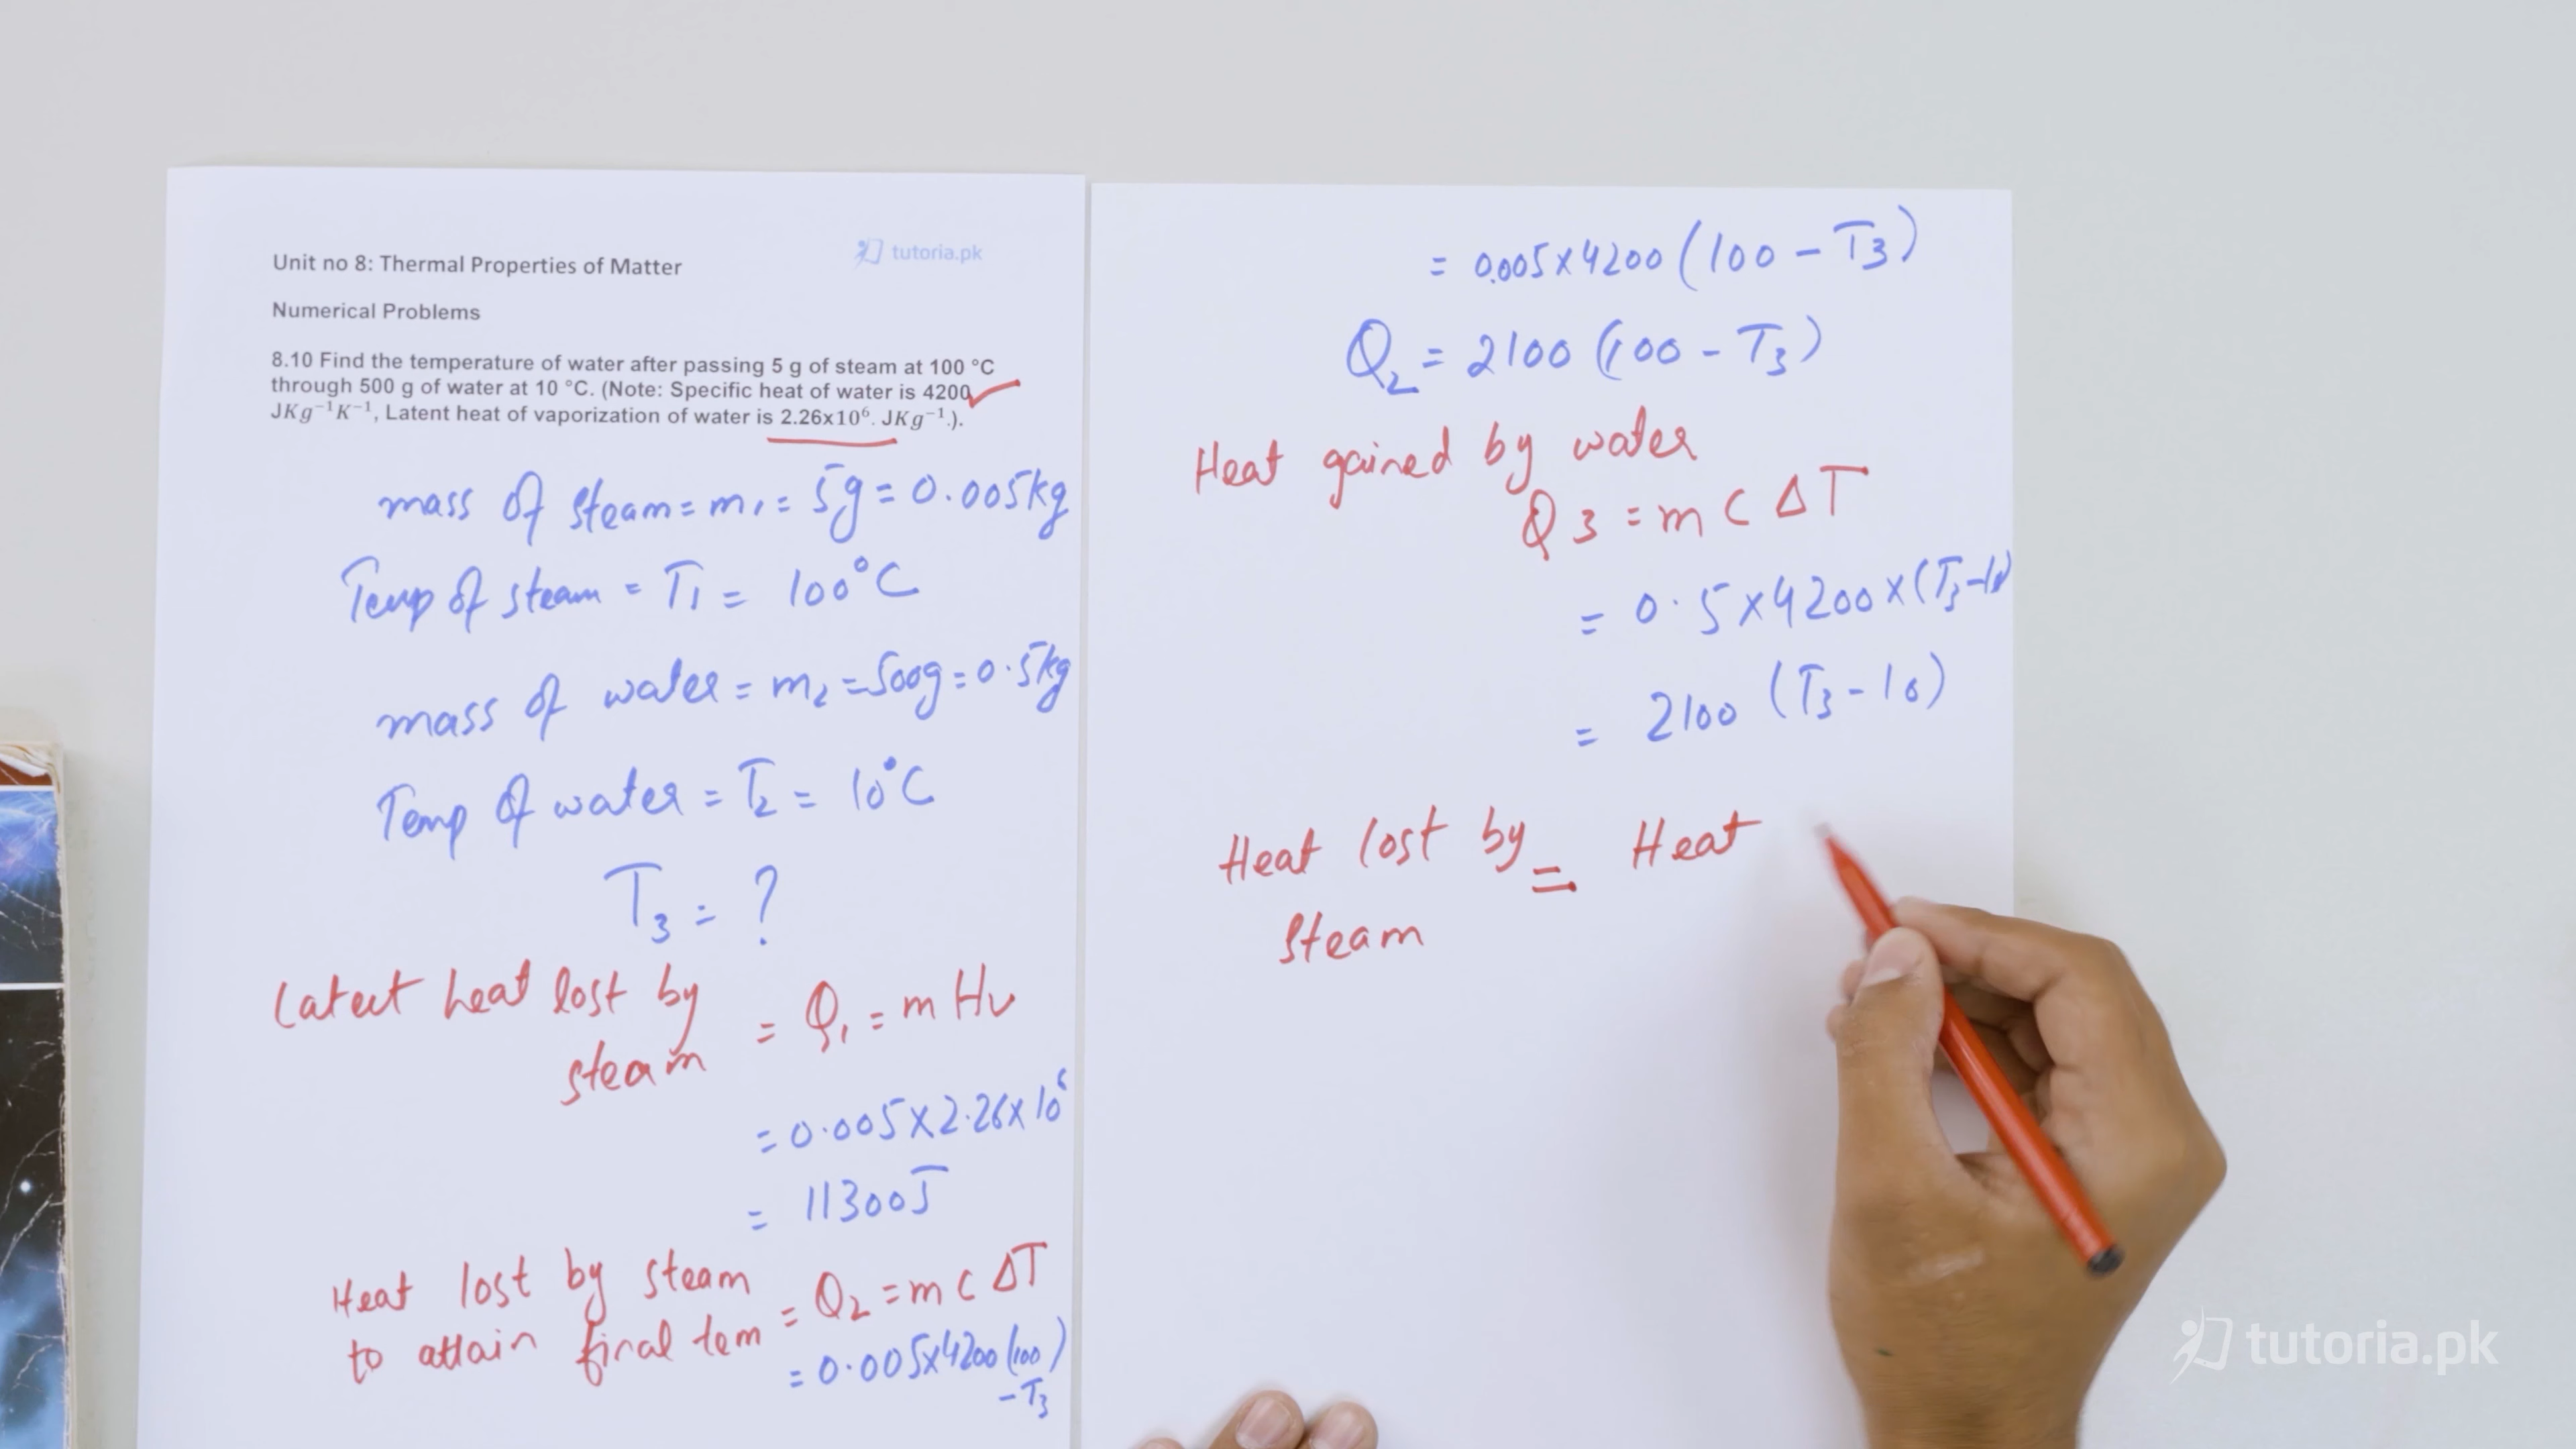 Unit no 8: Thermal Properties of Matter
tutoria.pk
Numerical Problems
8.10 Find the temperature of water after passing 5 g of steam at 100 °C
through 500 g of water at 10 °C. (Note: Specific heat of water is 4200
JKg⁻¹K⁻¹, Latent heat of vaporization of water is 2.26x10⁶. JKg⁻¹.).
mass of steam = m₁ = 5g = 0.005kg
Temp of steam = T₁ = 100°C
mass of water = m₂ = 500g = 0.5kg
Temp of water = T₂ = 10°C
T₃ = ?
Latent heat lost by
steam = Q₁ = m Hv
= 0.005 x 2.26 x 10⁶
= 11300J
Heat lost by steam
to attain final tem = Q₂ = m c ΔT
= 0.005x4200 (100
- T₃)
= 0.005 x 4200 (100 - T₃)
Q₂ = 2100 (100 - T₃)
Heat gained by water
Q3 = m c ΔT
= 0.5 x 4200 x (T₃ - 10)
= 2100 (T₃ - 10)
Heat lost by = Heat
steam
tutoria.pk